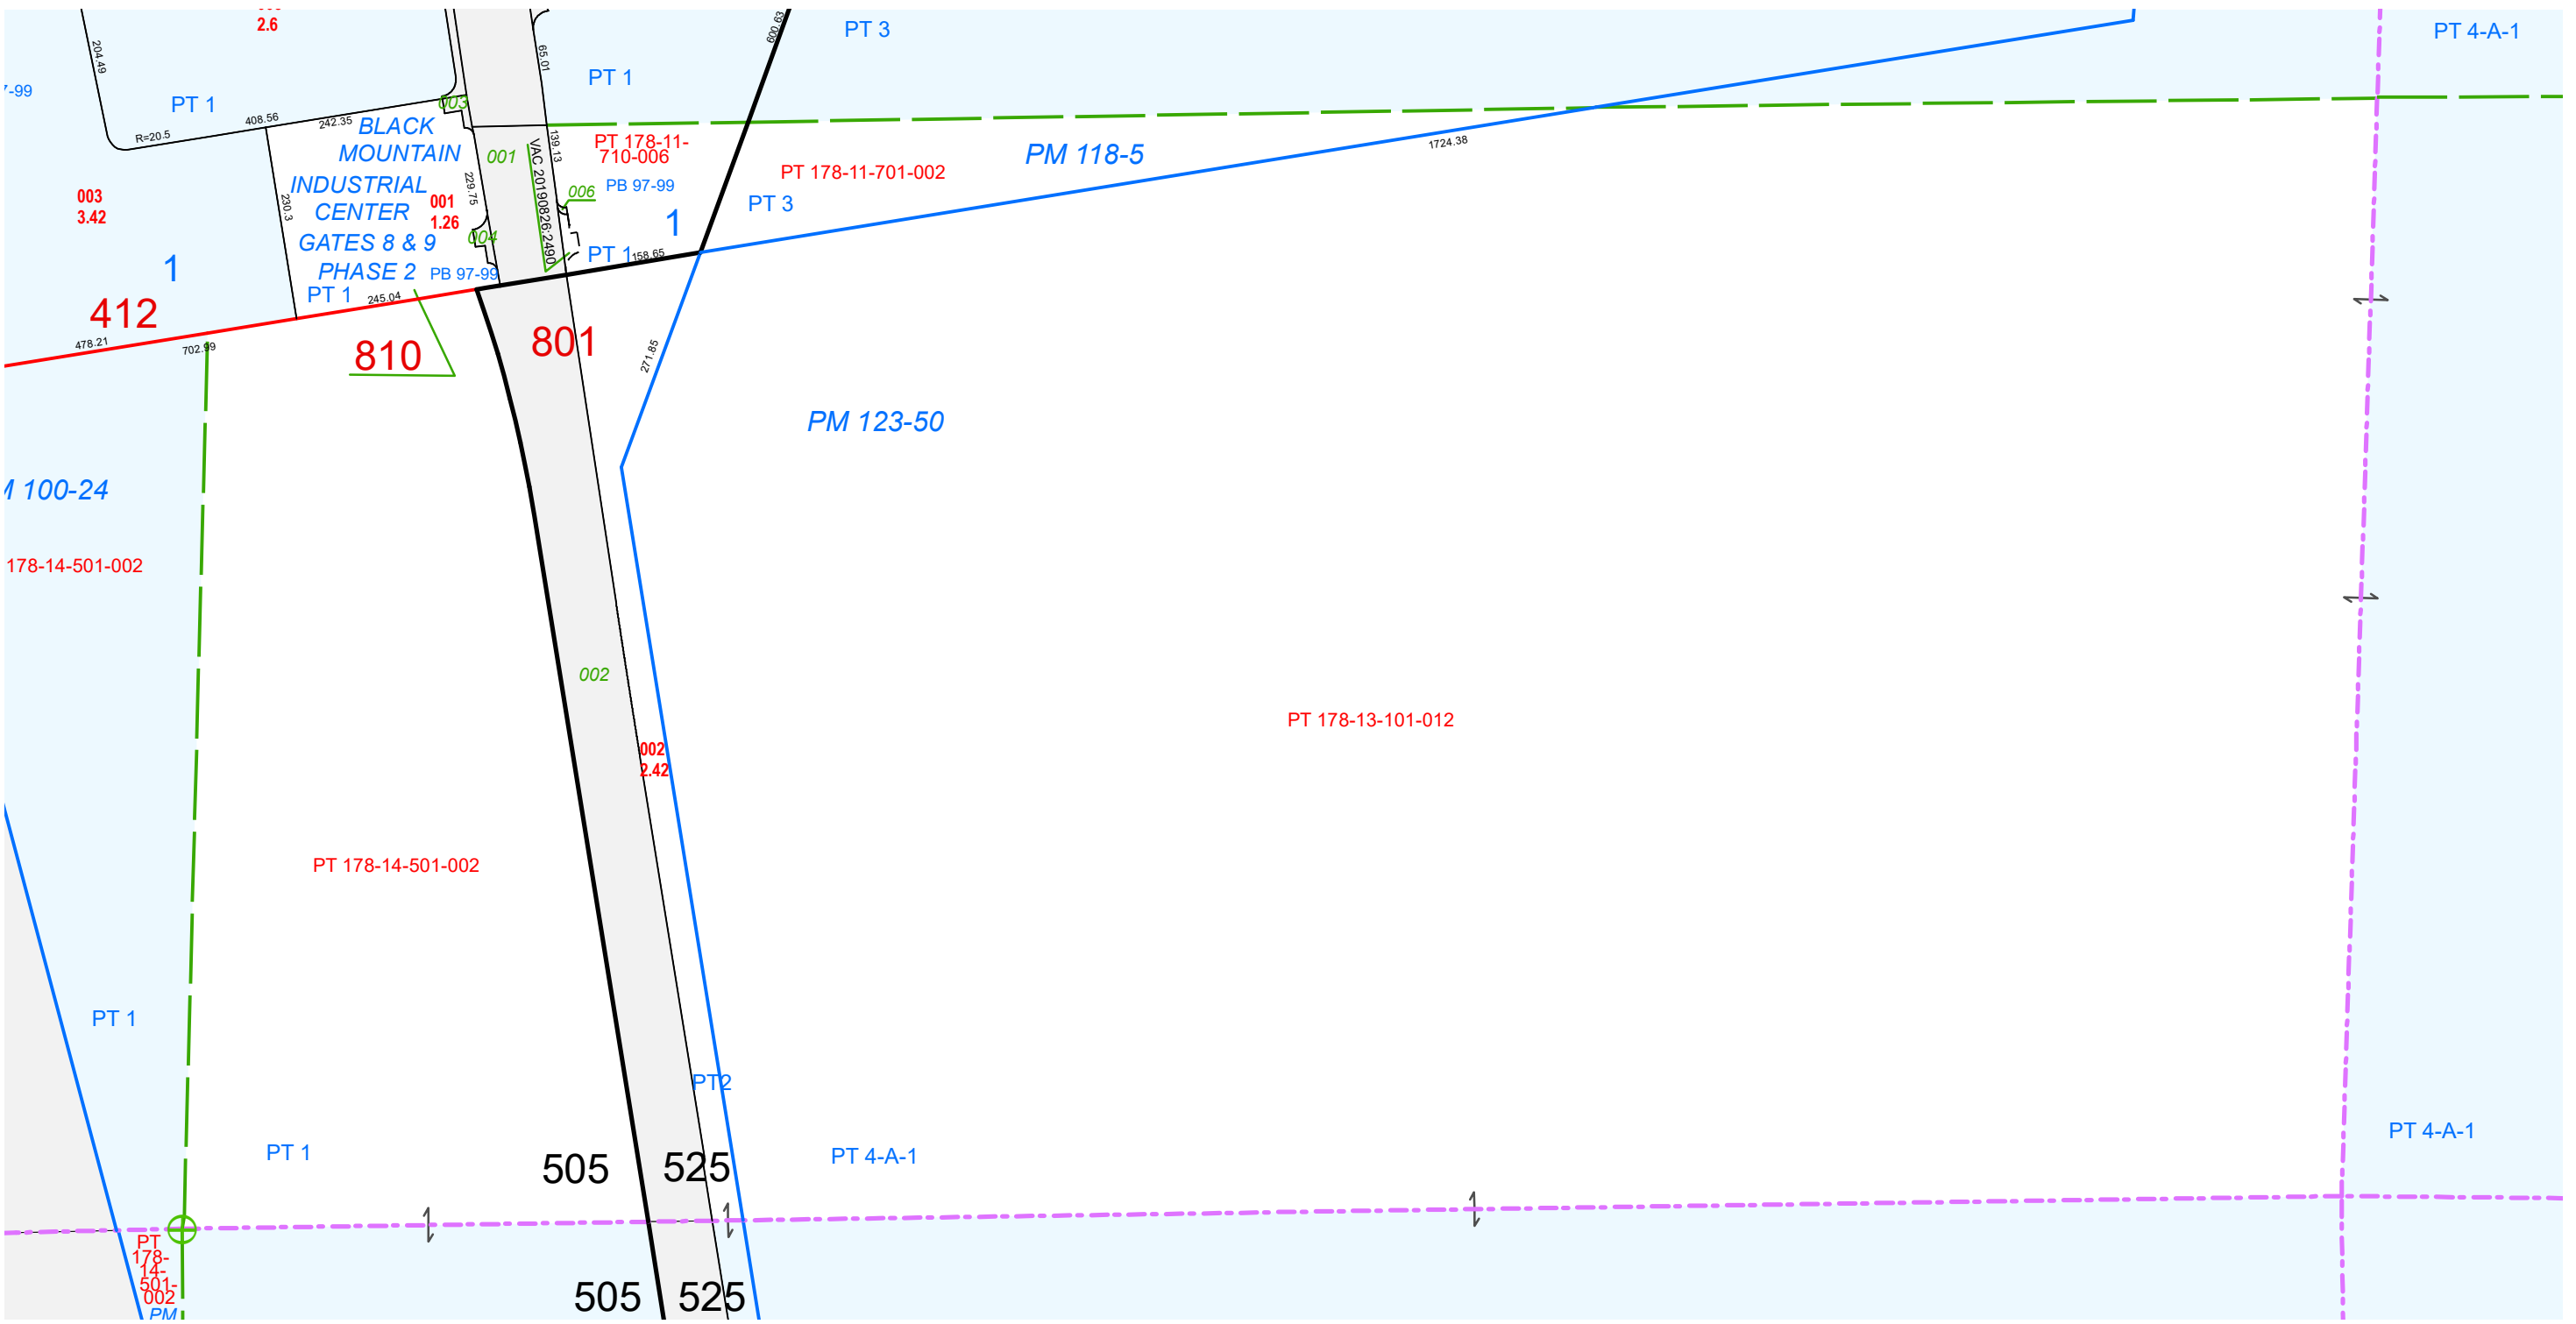 2.6
PT 3
PT 4-A-1
600.63
65.01
204.49
PT 1
-99
PT 1
003
408.56
242.35
R=20.5
BLACK
MOUNTAIN
INDUSTRIAL
CENTER
GATES 8 & 9
PHASE 2
PB 97-99
PT 1
245.04
001
139.13
VAC 20190826:2490
PT 178-11-
710-006
PB 97-99
006
1
PT 1
158.65
PT 178-11-701-002
PM 118-5
1724.38
PT 3
229.75
001
1.26
004
230.3
003
3.42
1
412
478.21
702.99
810
801
271.85
PM 123-50
100-24
178-14-501-002
002
002
2.42
PT 178-13-101-012
PT 178-14-501-002
PT 1
PT2
PT 1
505
525
PT 4-A-1
PT 4-A-1
PT
178-
14-
501-
002
PM
505
525